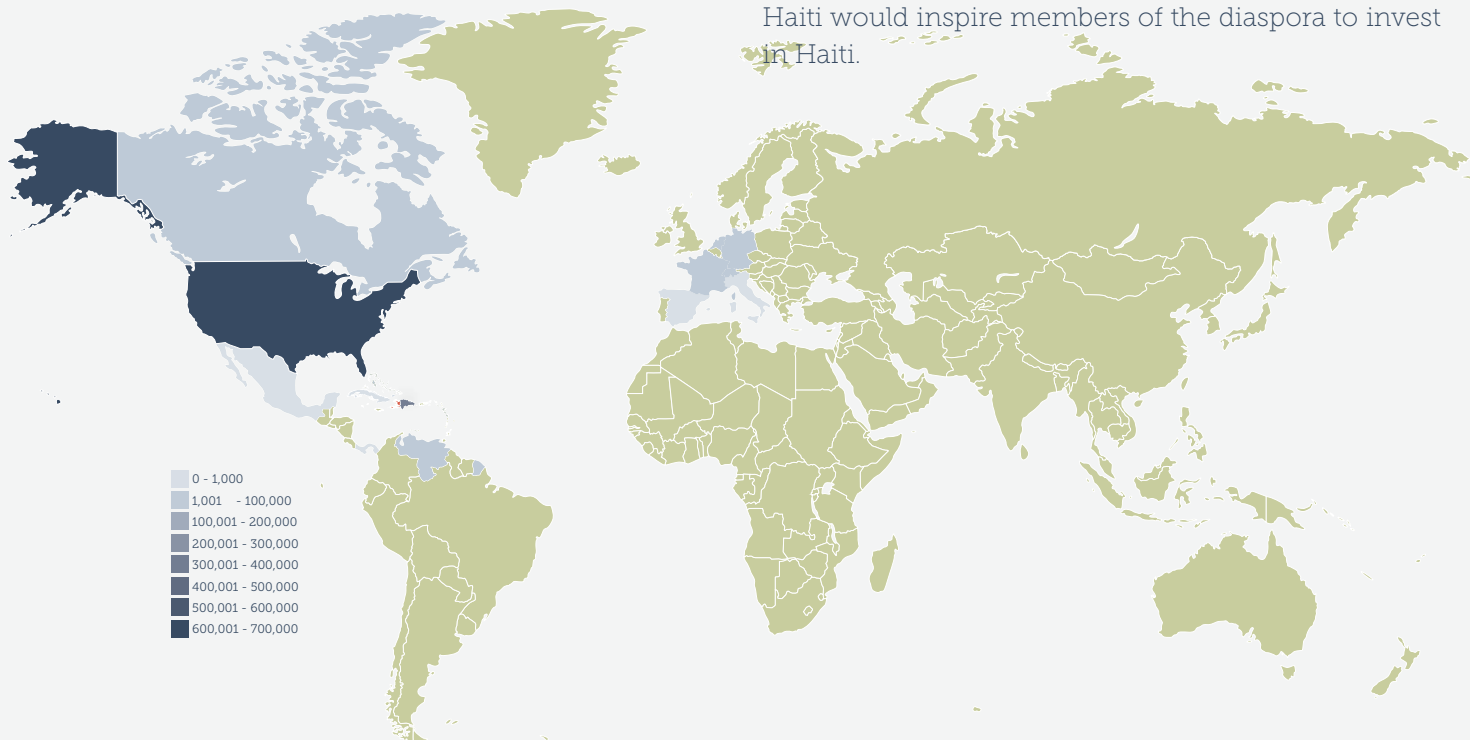 Haiti would inspire members of the diaspora to invest
in Haiti.
0 - 1,000
1,001 - 100,000
100,001 - 200,000
200,001 - 300,000
300,001 - 400,000
400,001 - 500,000
500,001 - 600,000
600,001 - 700,000